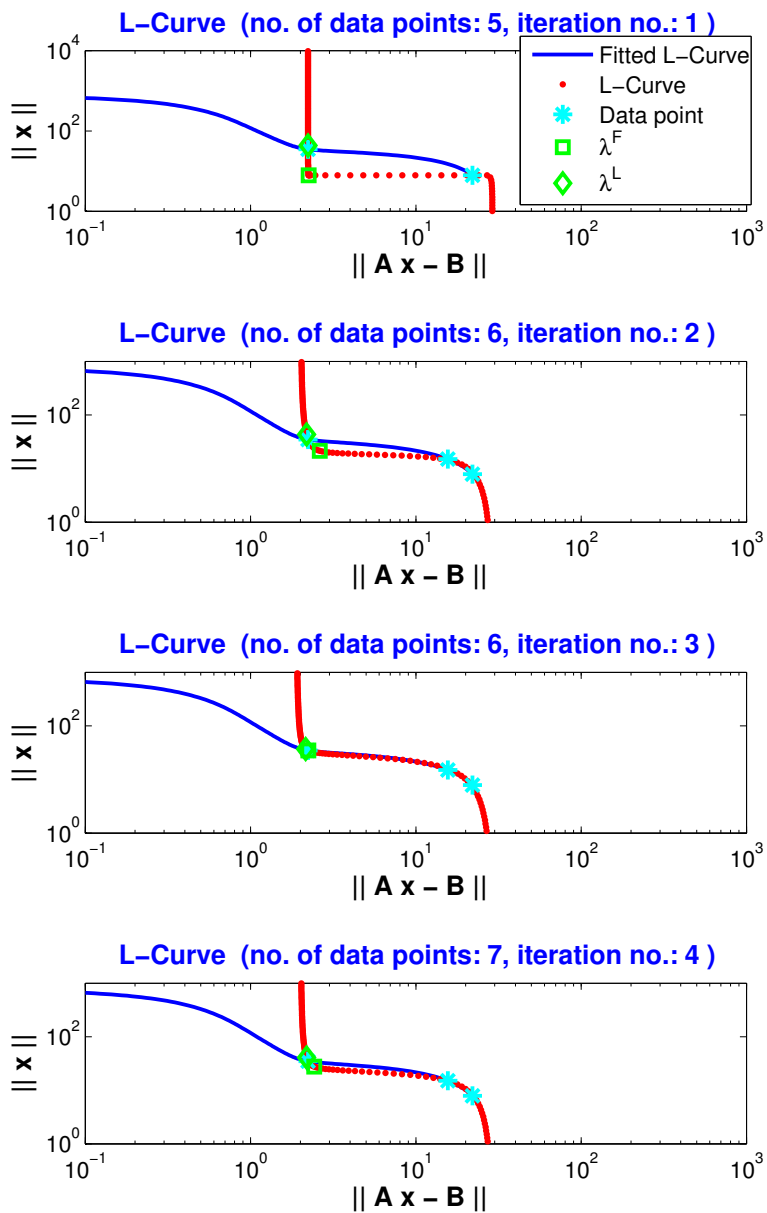 L−Curve (no. of data points: 5, iteration no.: 1 )
10^4
10^2
10^0
|| x ||
10^−1
10^0
10^1
10^2
10^3
|| A x − B ||
Fitted L−Curve
L−Curve
Data point
λ^F
λ^L
L−Curve (no. of data points: 6, iteration no.: 2 )
10^2
10^0
|| x ||
10^−1
10^0
10^1
10^2
10^3
|| A x − B ||
L−Curve (no. of data points: 6, iteration no.: 3 )
10^2
10^0
|| x ||
10^−1
10^0
10^1
10^2
10^3
|| A x − B ||
L−Curve (no. of data points: 7, iteration no.: 4 )
10^2
10^0
|| x ||
10^−1
10^0
10^1
10^2
10^3
|| A x − B ||